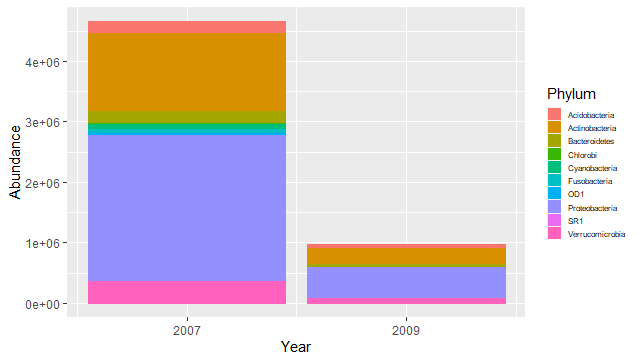 Abundance
4e+06
3e+06
2e+06
1e+06
0e+00
2007
2009
Year
Phylum
Acidobacteria
Actinobacteria
Bacteroidetes
Chlorobi
Cyanobacteria
Fusobacteria
OD1
Proteobacteria
SR1
Verrucomicrobia